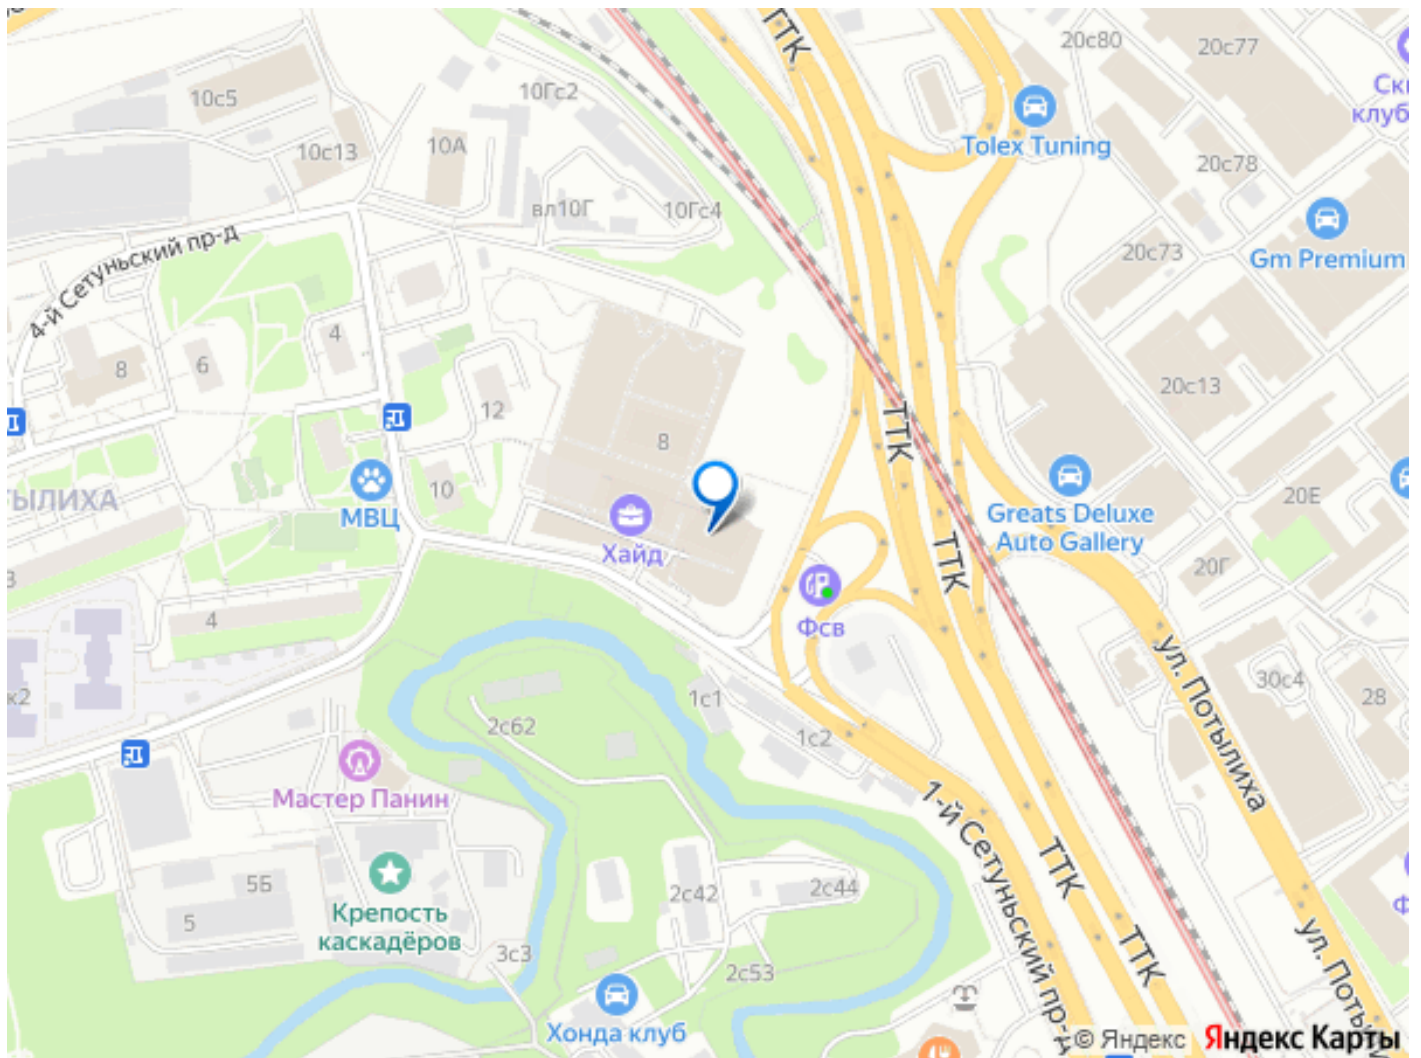 ТТК
20с80
20с77
10с5
10Гс2
Tolex Tuning
10с13
10А
20с78
вл10Г
10Гс4
4-й Сетуньский пр-д
20с73
Gm Premium
4
8
6
20с13
12
ТТК
8
10
МВЦ
Хайд
Greats Deluxe
Auto Gallery
20Е
ТТК
20Г
4
Фсв
ул. Потылиха
30с4
28
к2
1с1
2с62
1с2
Мастер Панин
1-й Сетуньский пр-д
5Б
5
Крепость
каскадёров
2с42
2с44
ТТК
3с3
2с53
ТТК
Хонда клуб
© Яндекс
Яндекс Карты